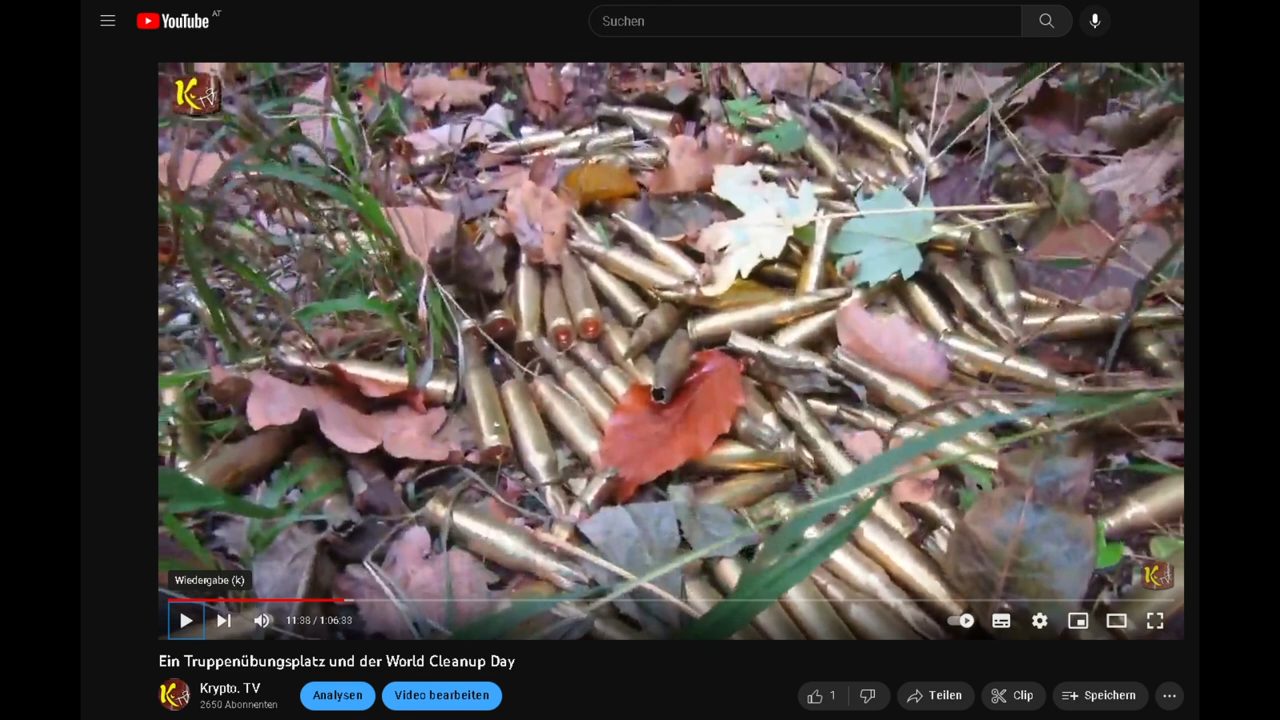 YouTube AT
Suchen
K TV
Wiedergabe (k)
11:38 / 1:06:33
Ein Truppenübungsplatz und der World Cleanup Day
Krypto. TV
2650 Abonnenten
Analysen
Video bearbeiten
1
Teilen
Clip
Speichern